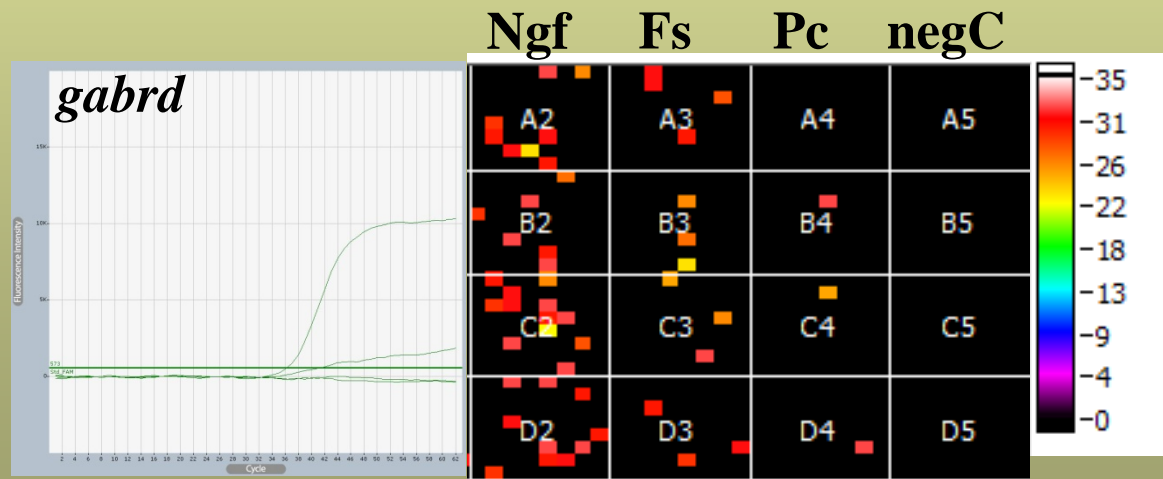 Ngf Fs Pc negC
gabrd
15K
10K
5K
573
Std_FAM
0
Fluorescence Intensity
2 4 6 8 10 12 14 16 18 20 22 24 26 28 30 32 34 36 38 40 42 44 46 48 50 52 54 56 58 60 62
Cycle
A2 A3 A4 A5
B2 B3 B4 B5
C2 C3 C4 C5
D2 D3 D4 D5
35
31
26
22
18
13
9
4
0